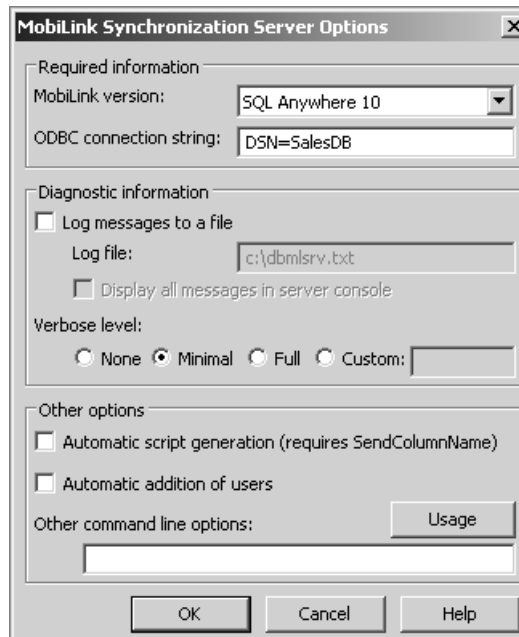 MobiLink Synchronization Server Options
Required information
MobiLink version: SQL Anywhere 10
ODBC connection string: DSN=SalesDB
Diagnostic information
Log messages to a file
Log file: c:\dbmlsrv.txt
Display all messages in server console
Verbose level:
None Minimal Full Custom:
Other options
Automatic script generation (requires SendColumnName)
Automatic addition of users
Other command line options: Usage
OK Cancel Help